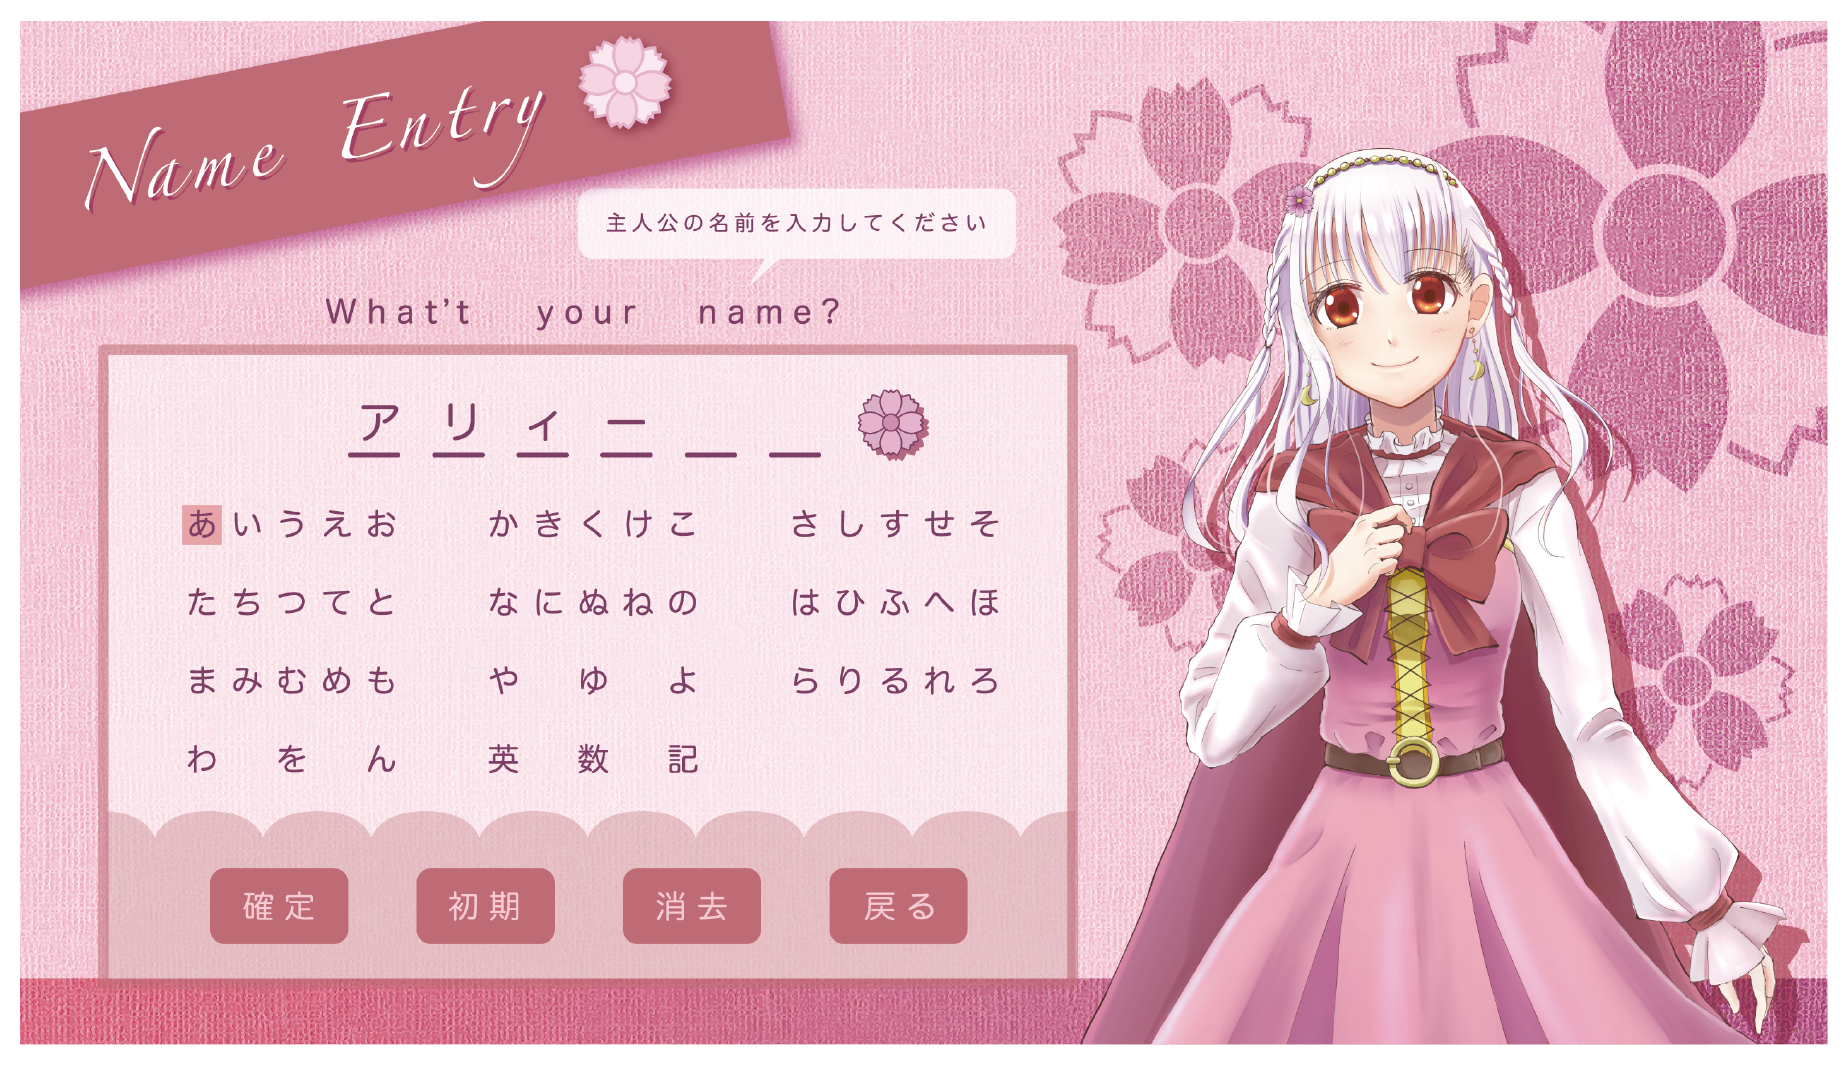 Name Entry
主人公の名前を入力してください
What't your name?
アリィー
あいうえお かきくけこ さしすせそ
たちつてと なにぬねの はひふへほ
まみむめも や ゆ よ らりるれろ
わ を ん 英 数 記
確定 初期 消去 戻る